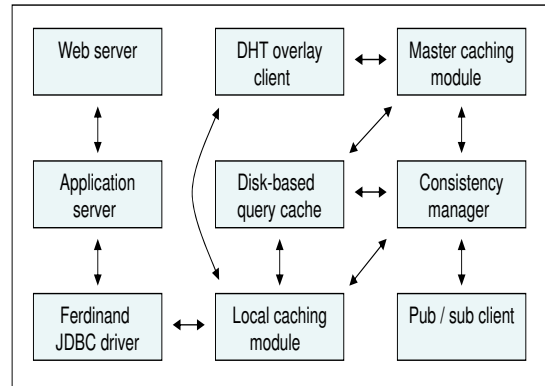 Web server
DHT overlay
client
Master caching
module
Application
server
Disk-based
query cache
Consistency
manager
Ferdinand
JDBC driver
Local caching
module
Pub / sub client